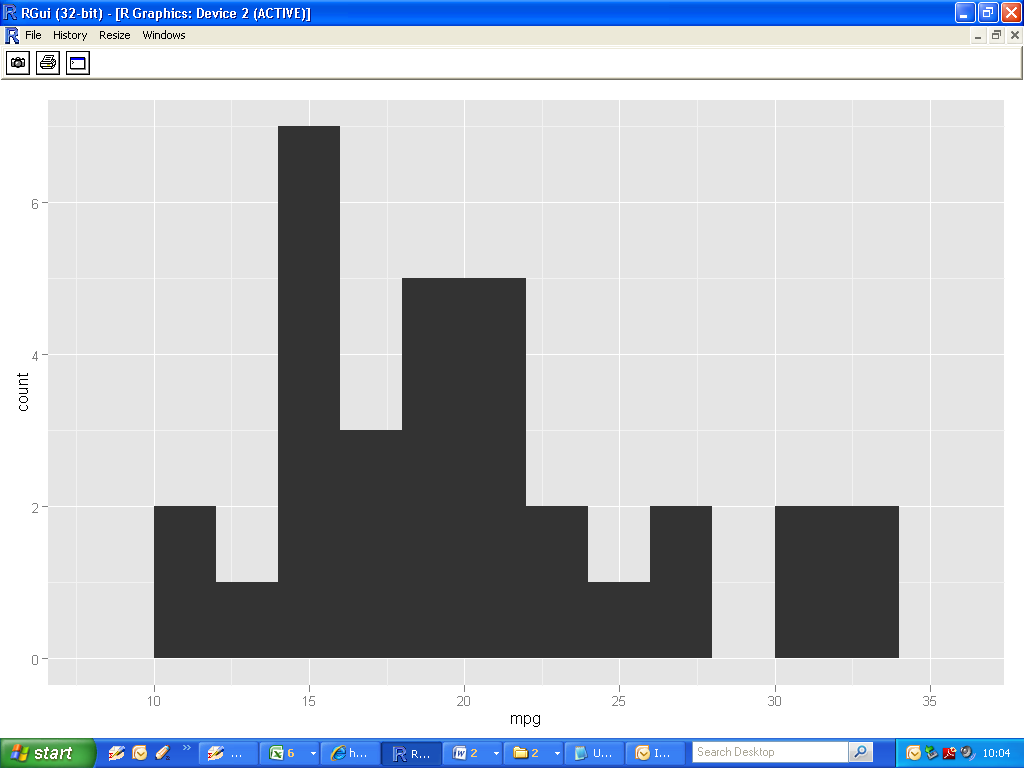 RGui (32-bit) - [R Graphics: Device 2 (ACTIVE)]
File History Resize Windows
6
4
2
0
count
10 15 20 25 30 35
mpg
start ... 6 h... R... 2 2 U... I... Search Desktop 10:04